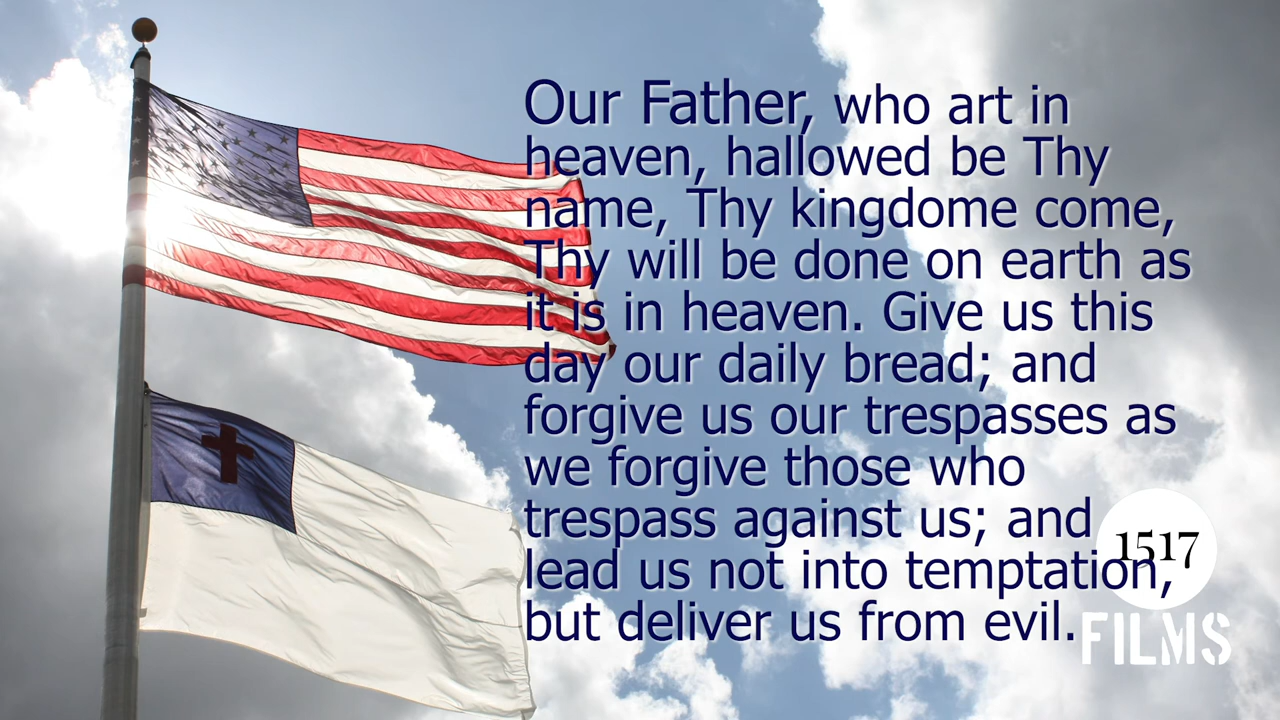 Our Father, who art in
heaven, hallowed be Thy
name, Thy kingdome come,
Thy will be done on earth as
it is in heaven. Give us this
day our daily bread; and
forgive us our trespasses as
we forgive those who
trespass against us; and
lead us not into temptation,
but deliver us from evil.
1517
FILMS